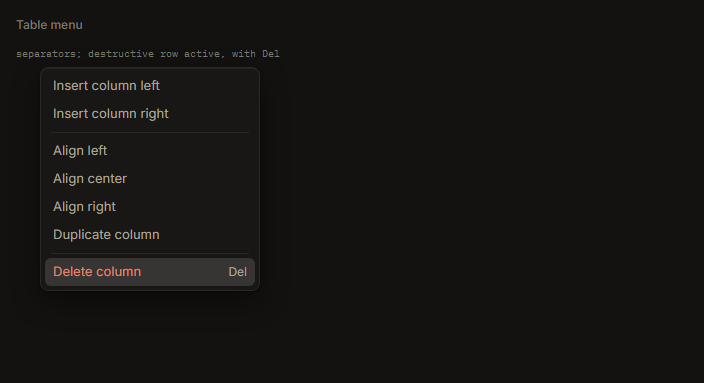 Table menu
separators; destructive row active, with Del
Insert column left
Insert column right
Align left
Align center
Align right
Duplicate column
Delete column Del